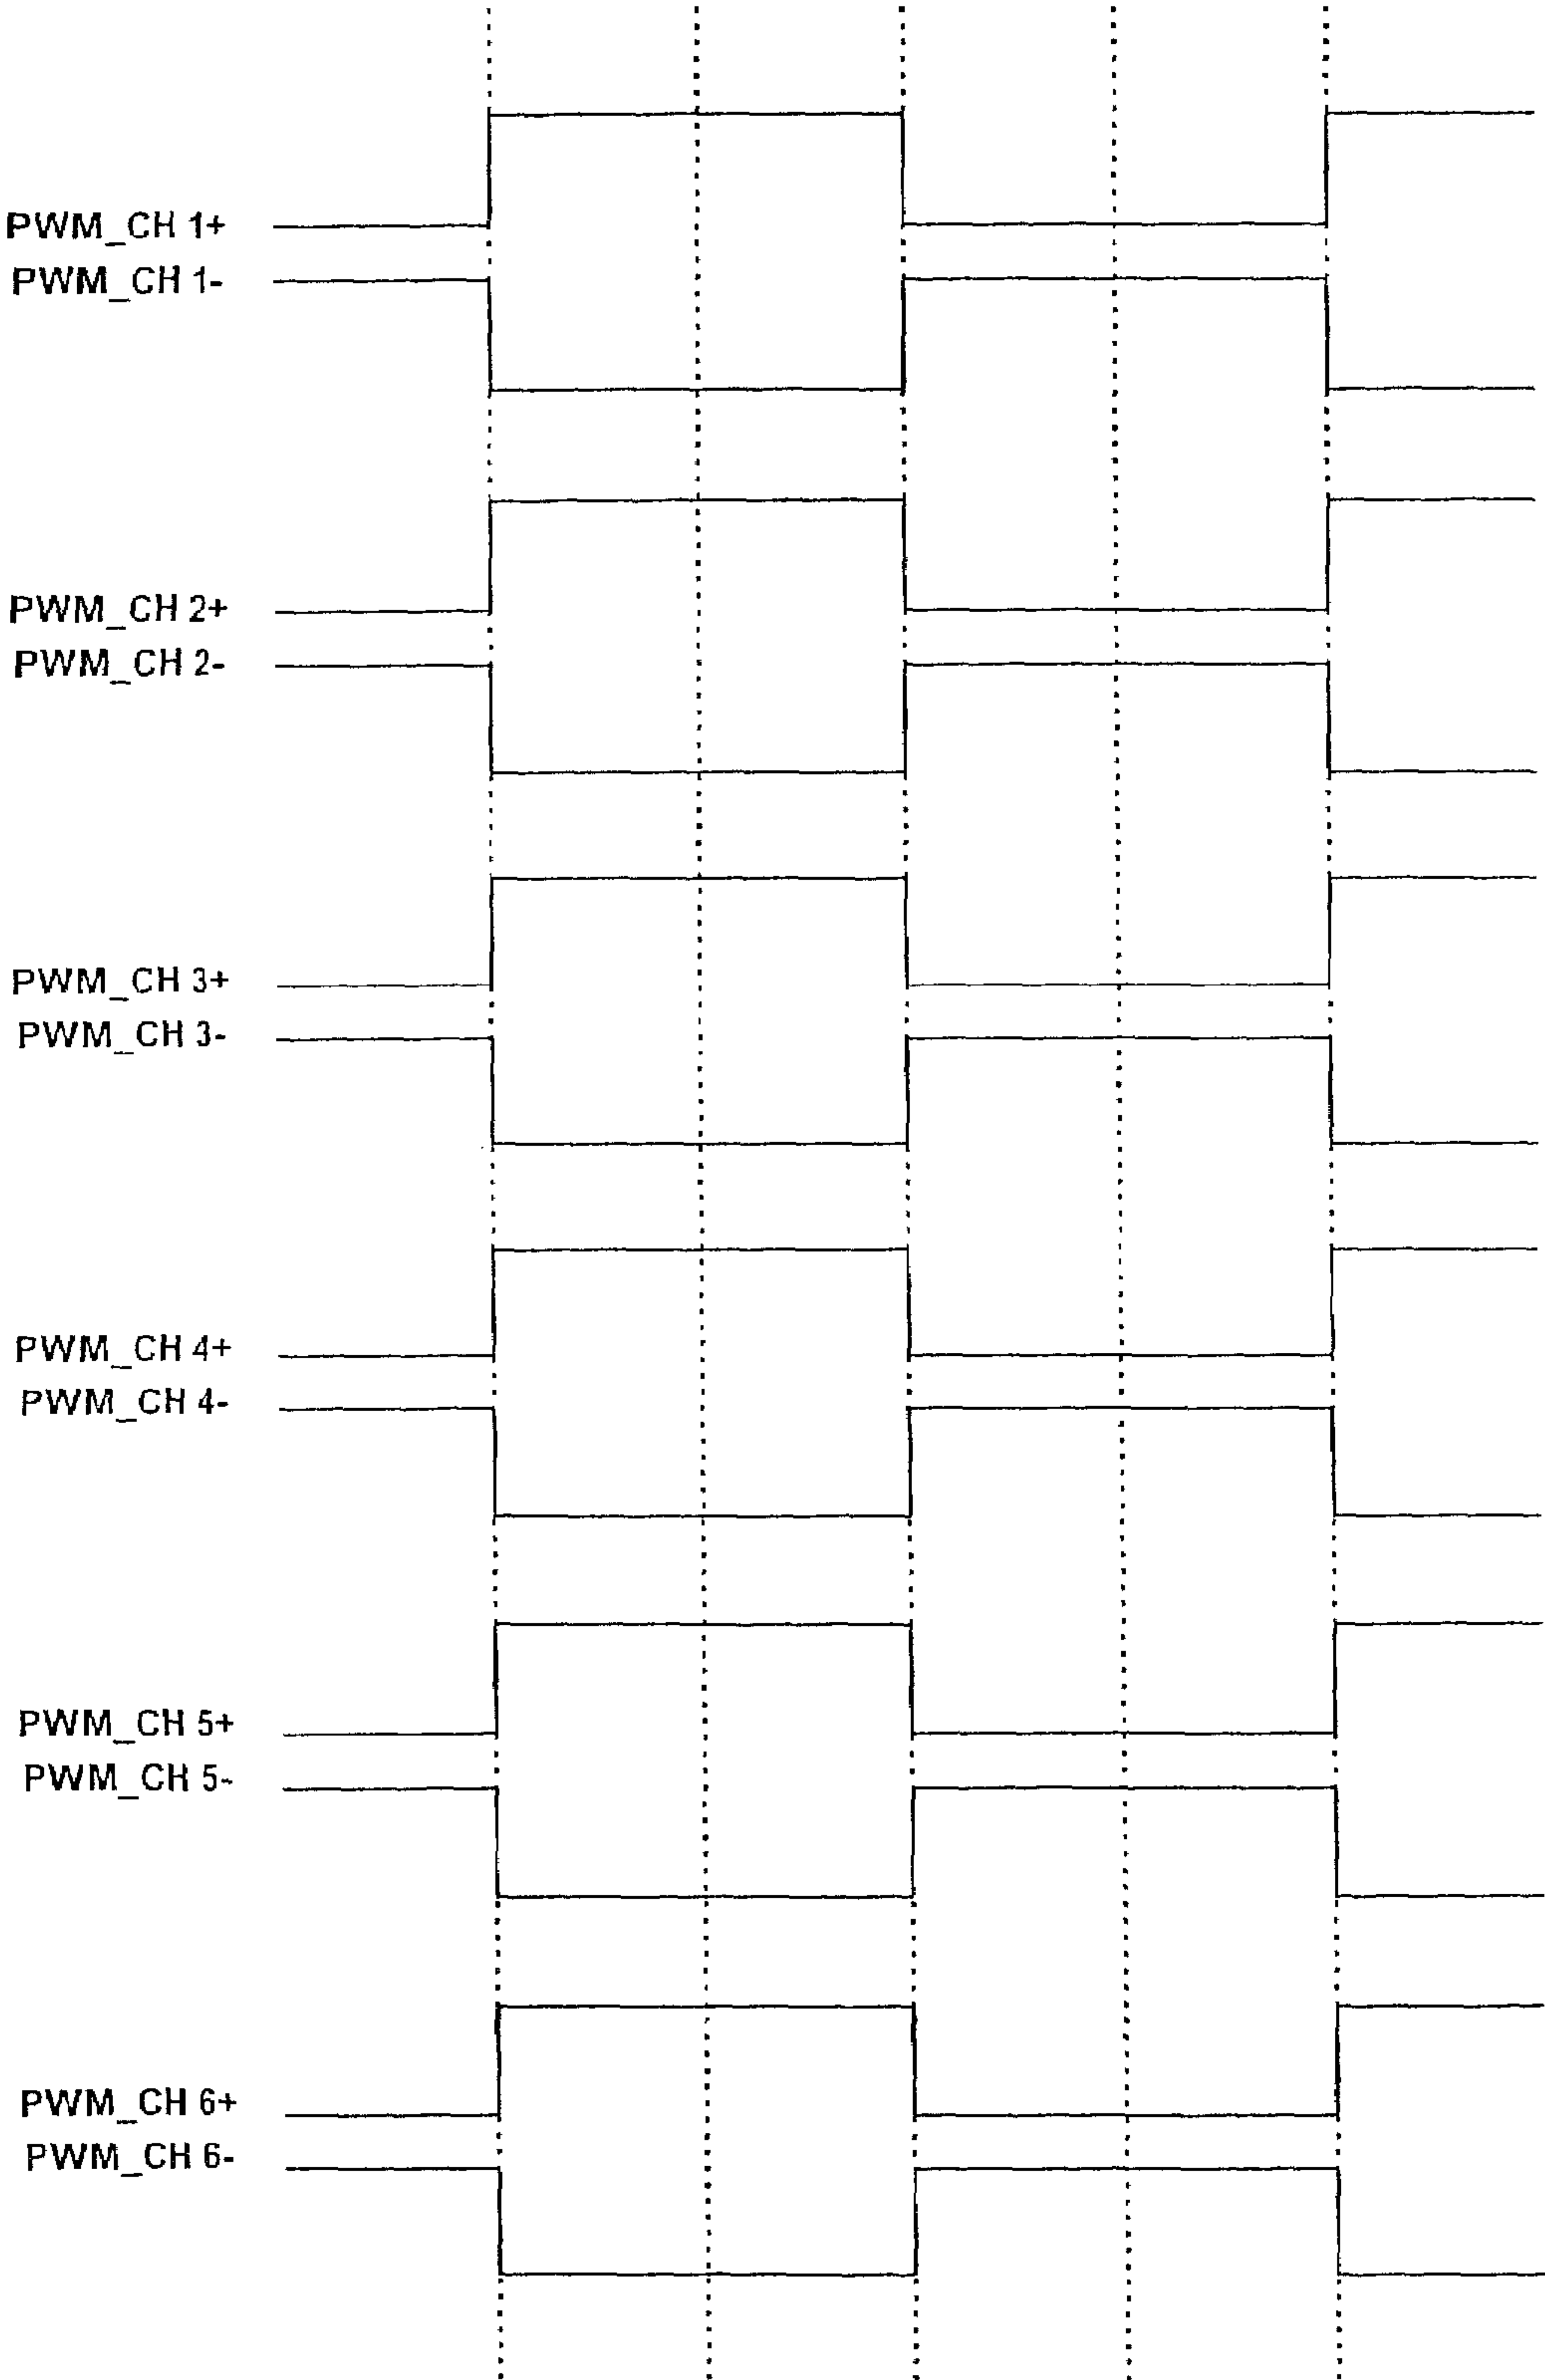 PWM_CH 1+
PWM_CH 1-
PWM_CH 2+
PWM_CH 2-
PWM_CH 3+
PWM_CH 3-
PWM_CH 4+
PWM_CH 4-
PWM_CH 5+
PWM_CH 5-
PWM_CH 6+
PWM_CH 6-